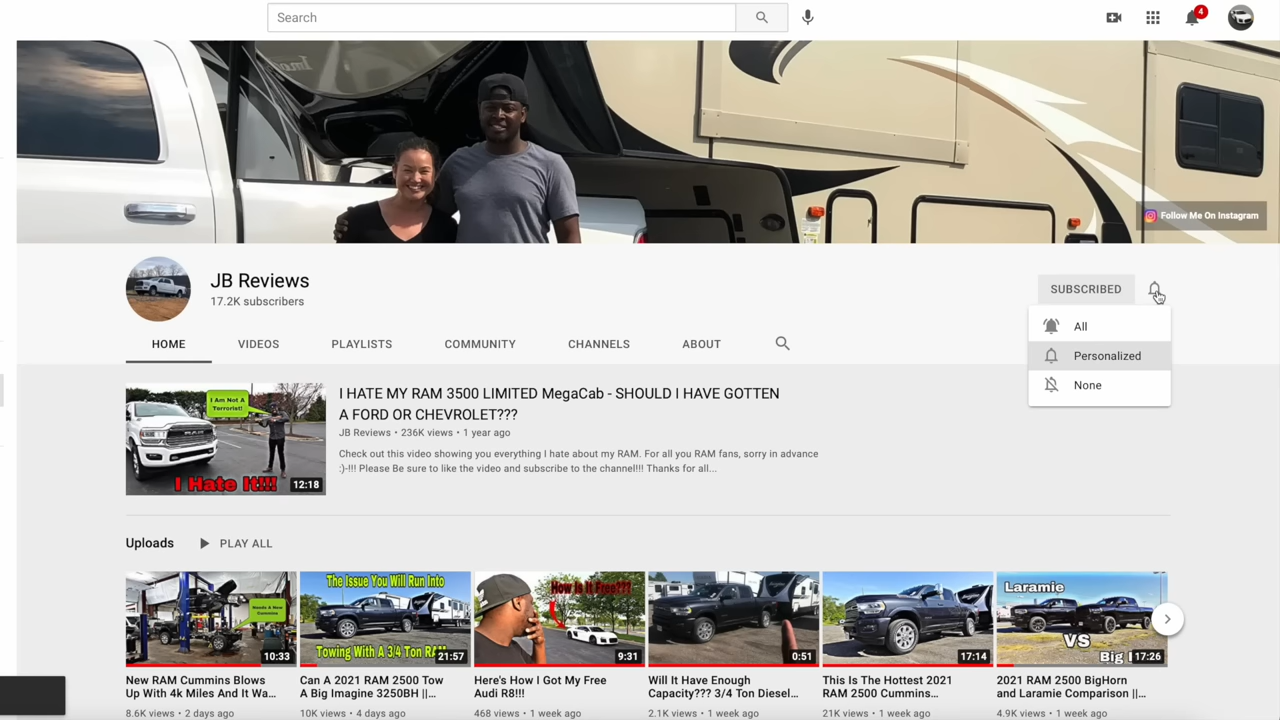 Search
4
Follow Me On Instagram
JB Reviews
17.2K subscribers
SUBSCRIBED
All
Personalized
None
HOME
VIDEOS
PLAYLISTS
COMMUNITY
CHANNELS
ABOUT
I Am Not A
Terrorist!
I Hate It!!!
12:18
I HATE MY RAM 3500 LIMITED MegaCab - SHOULD I HAVE GOTTEN
A FORD OR CHEVROLET???
JB Reviews • 236K views • 1 year ago
Check out this video showing you everything I hate about my RAM. For all you RAM fans, sorry in advance
:)-!!! Please Be sure to like the video and subscribe to the channel!!! Thanks for all...
Uploads
PLAY ALL
Needs A New
Cummins
10:33
The Issue You Will Run Into
Towing With A 3/4 Ton RAM
21:57
How Is It Free???
9:31
0:51
17:14
Laramie
VS
Big
17:26
New RAM Cummins Blows
Up With 4k Miles And It Wa...
8.6K views • 2 days ago
Can A 2021 RAM 2500 Tow
A Big Imagine 3250BH ||...
10K views • 4 days ago
Here's How I Got My Free
Audi R8!!!
468 views • 1 week ago
Will It Have Enough
Capacity??? 3/4 Ton Diesel...
2.1K views • 1 week ago
This Is The Hottest 2021
RAM 2500 Cummins...
21K views • 1 week ago
2021 RAM 2500 BigHorn
and Laramie Comparison ||...
4.9K views • 1 week ago